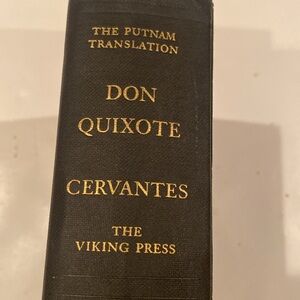 THE PUTNAM
TRANSLATION
DON
QUIXOTE
CERVANTES
THE
VIKING PRESS